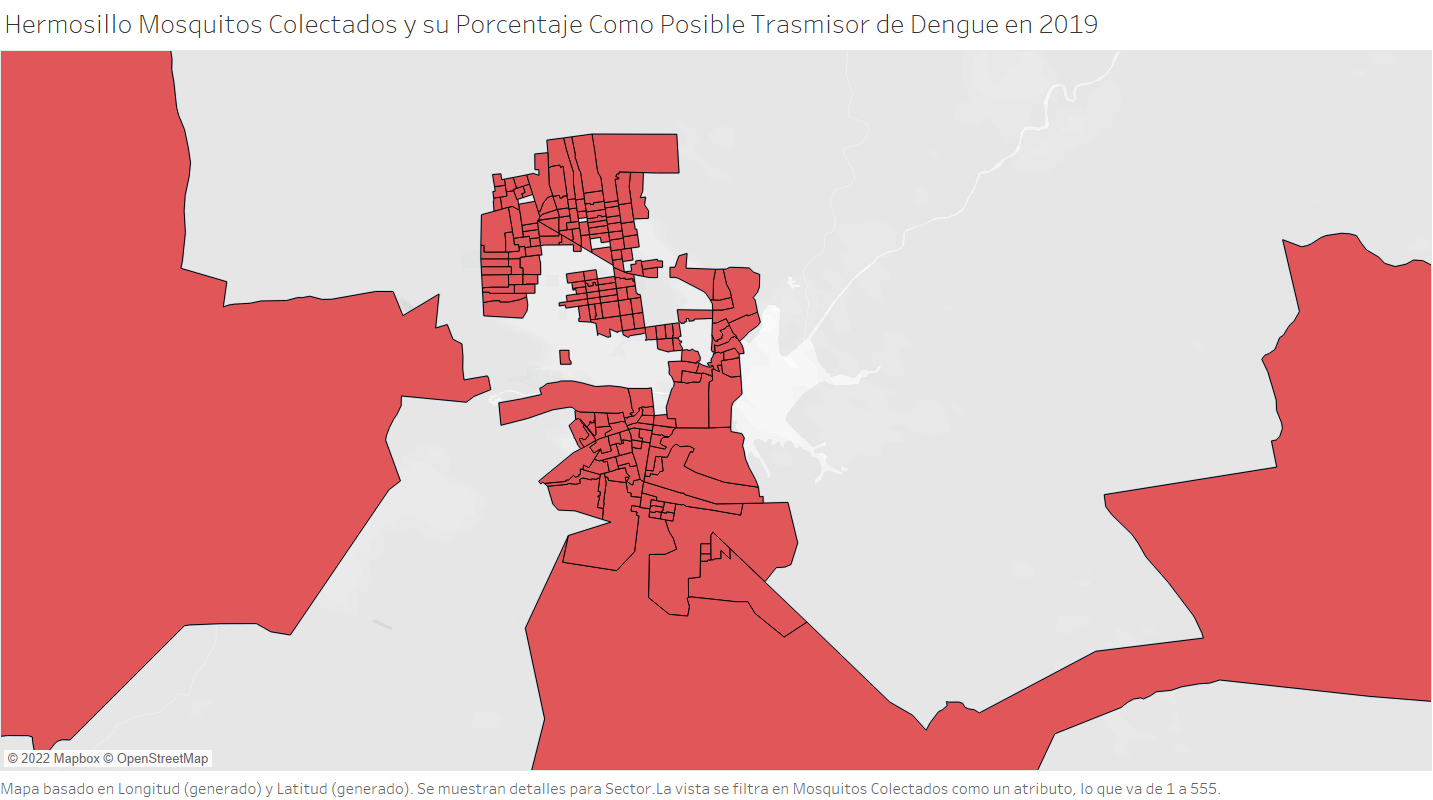 Hermosillo Mosquitos Colectados y su Porcentaje Como Posible Trasmisor de Dengue en 2019
© 2022 Mapbox © OpenStreetMap
Mapa basado en Longitud (generado) y Latitud (generado). Se muestran detalles para Sector.La vista se filtra en Mosquitos Colectados como un atributo, lo que va de 1 a 555.